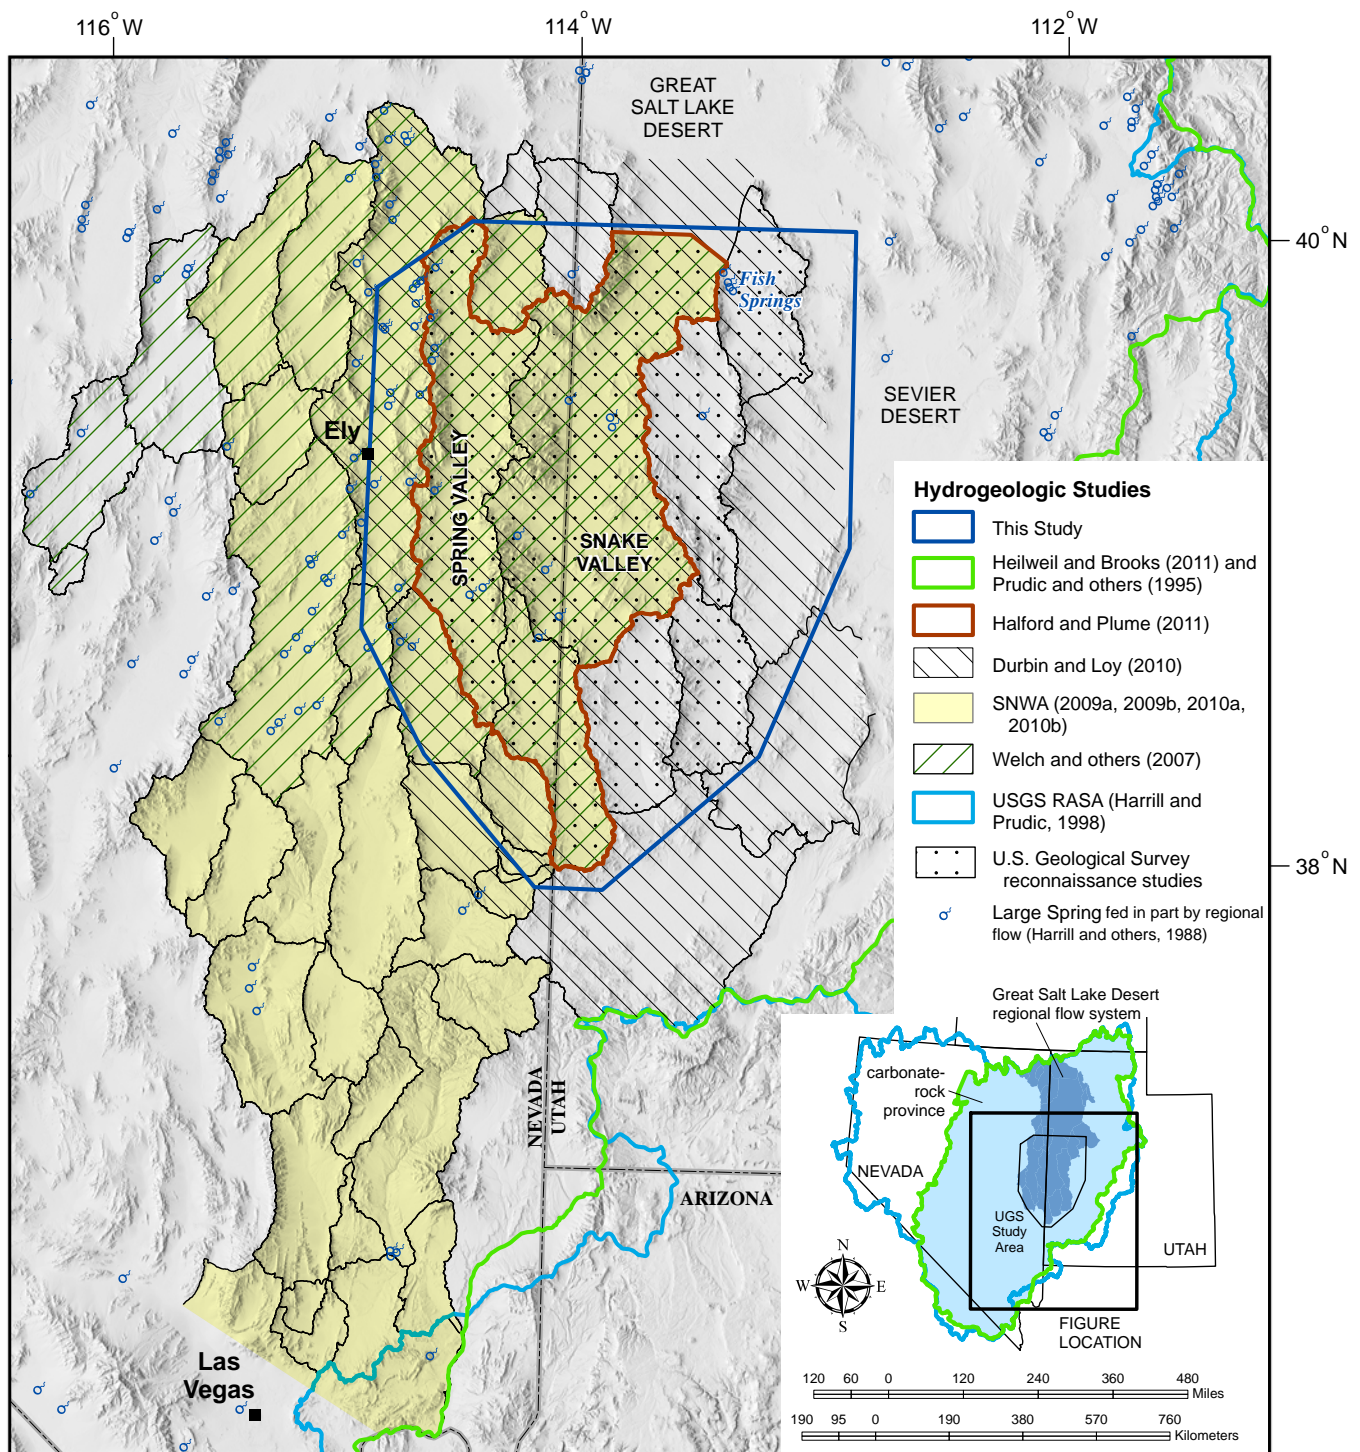 116°W
114°W
112°W
GREAT
SALT LAKE
DESERT
40°N
Fish
Springs
SEVIER
DESERT
Ely
SPRING VALLEY
SNAKE
VALLEY
38°N
Hydrogeologic Studies
This Study
Heilweil and Brooks (2011) and
Prudic and others (1995)
Halford and Plume (2011)
Durbin and Loy (2010)
SNWA (2009a, 2009b, 2010a,
2010b)
Welch and others (2007)
USGS RASA (Harrill and
Prudic, 1998)
U.S. Geological Survey
reconnaissance studies
Large Spring fed in part by regional
flow (Harrill and others, 1988)
NEVADA
UTAH
ARIZONA
Las
Vegas
Great Salt Lake Desert
regional flow system
carbonate-
rock
province
NEVADA
UGS
Study
Area
UTAH
FIGURE
LOCATION
N
W E
S
120 60 0 120 240 360 480
Miles
190 95 0 190 380 570 760
Kilometers